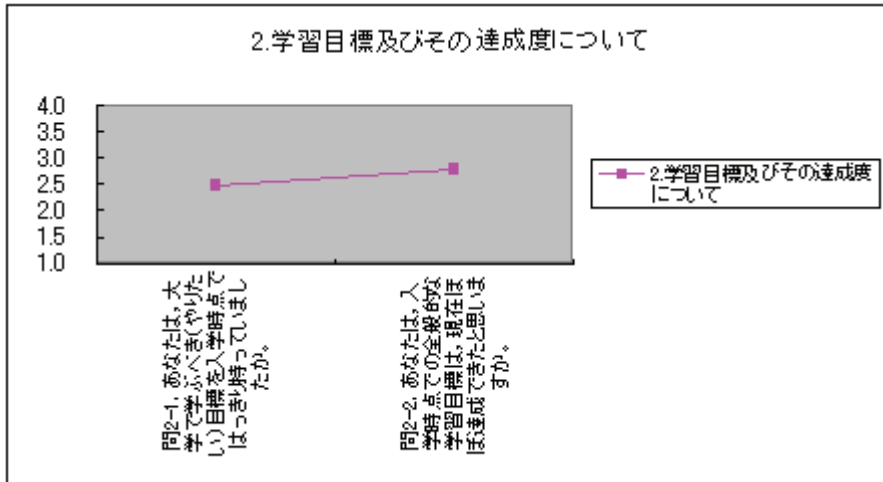 2.学習目標及びその達成度について
4.0
3.5
3.0
2.5
2.0
1.5
1.0
2.学習目標及びその達成度
について
問2-1. あなたは, 大
学で学ぶべき(やりた
い)目標を入学時点で
はっきり持っていまし
たか。
問2-2. あなたは, 入
学時点での全般的な
学習目標は, 現在ほ
ぼ達成できたと思いま
すか。